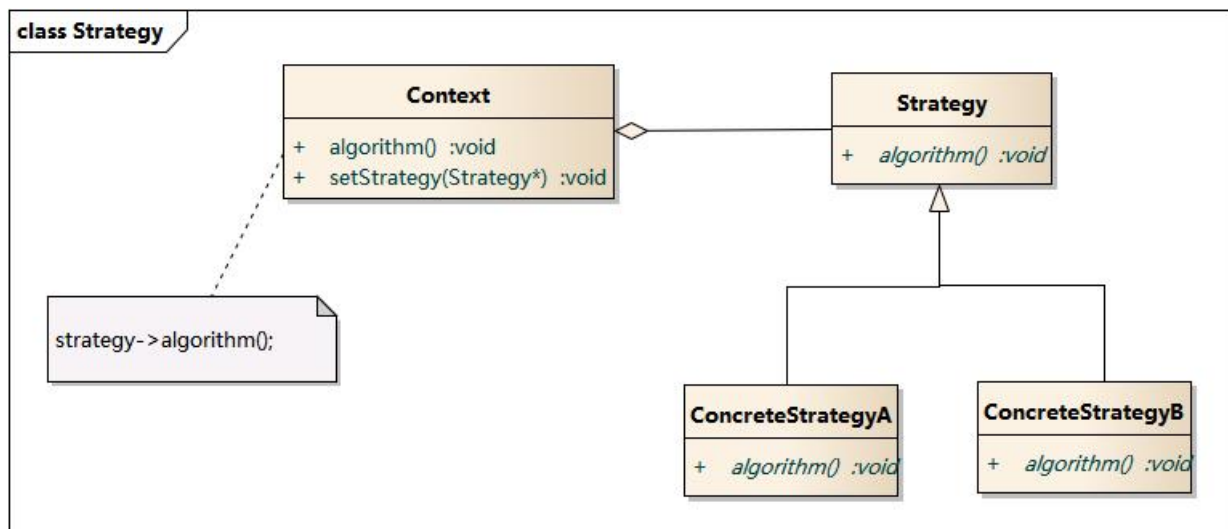 class Strategy
Context
+ algorithm() :void
+ setStrategy(Strategy*) :void
Strategy
+ algorithm() :void
strategy->algorithm();
ConcreteStrategyA
+ algorithm() :void
ConcreteStrategyB
+ algorithm() :void